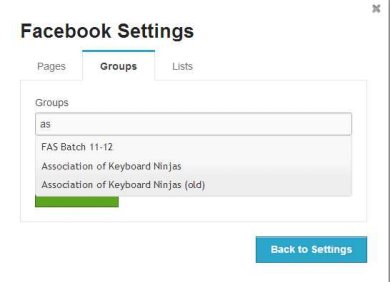 Facebook Settings
Pages Groups Lists
Groups
as
FAS Batch 11-12
Association of Keyboard Ninjas
Association of Keyboard Ninjas (old)
Back to Settings